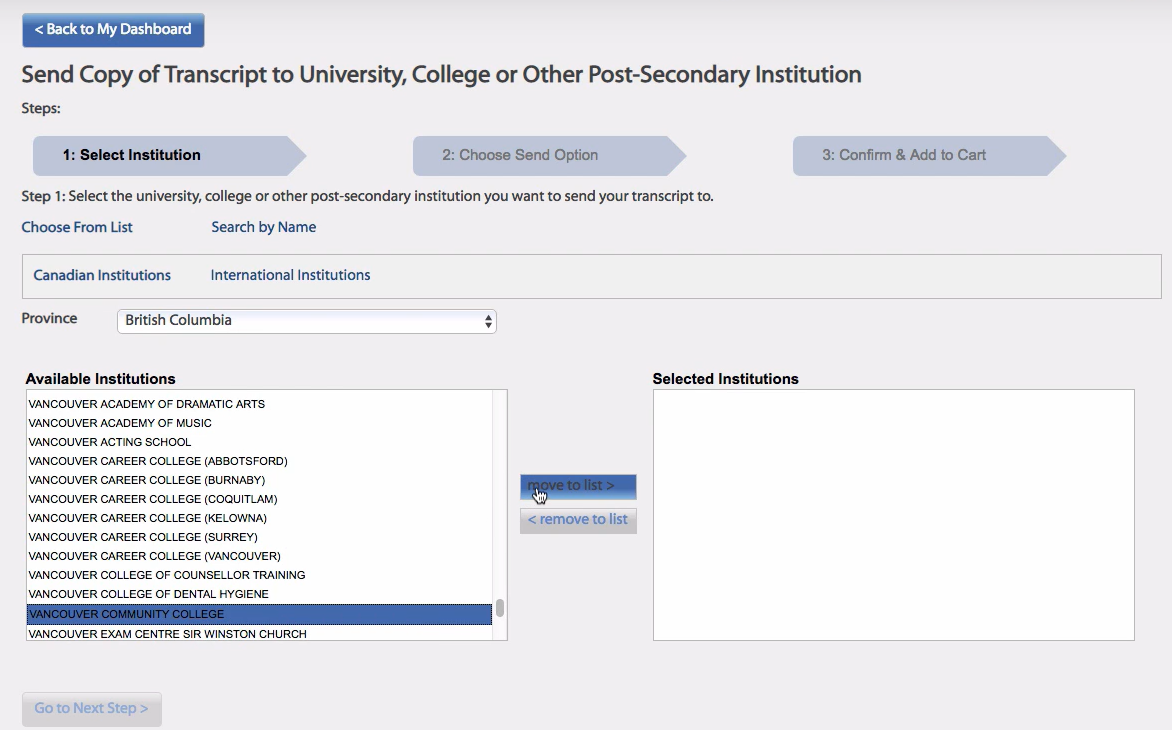 < Back to My Dashboard
Send Copy of Transcript to University, College or Other Post-Secondary Institution
Steps:
1: Select Institution
2: Choose Send Option
3: Confirm & Add to Cart
Step 1: Select the university, college or other post-secondary institution you want to send your transcript to.
Choose From List
Search by Name
Canadian Institutions
International Institutions
Province
British Columbia
Available Institutions
VANCOUVER ACADEMY OF DRAMATIC ARTS
VANCOUVER ACADEMY OF MUSIC
VANCOUVER ACTING SCHOOL
VANCOUVER CAREER COLLEGE (ABBOTSFORD)
VANCOUVER CAREER COLLEGE (BURNABY)
VANCOUVER CAREER COLLEGE (COQUITLAM)
VANCOUVER CAREER COLLEGE (KELOWNA)
VANCOUVER CAREER COLLEGE (SURREY)
VANCOUVER CAREER COLLEGE (VANCOUVER)
VANCOUVER COLLEGE OF COUNSELLOR TRAINING
VANCOUVER COLLEGE OF DENTAL HYGIENE
VANCOUVER COMMUNITY COLLEGE
VANCOUVER EXAM CENTRE SIR WINSTON CHURCH
move to list >
< remove to list
Selected Institutions
Go to Next Step >